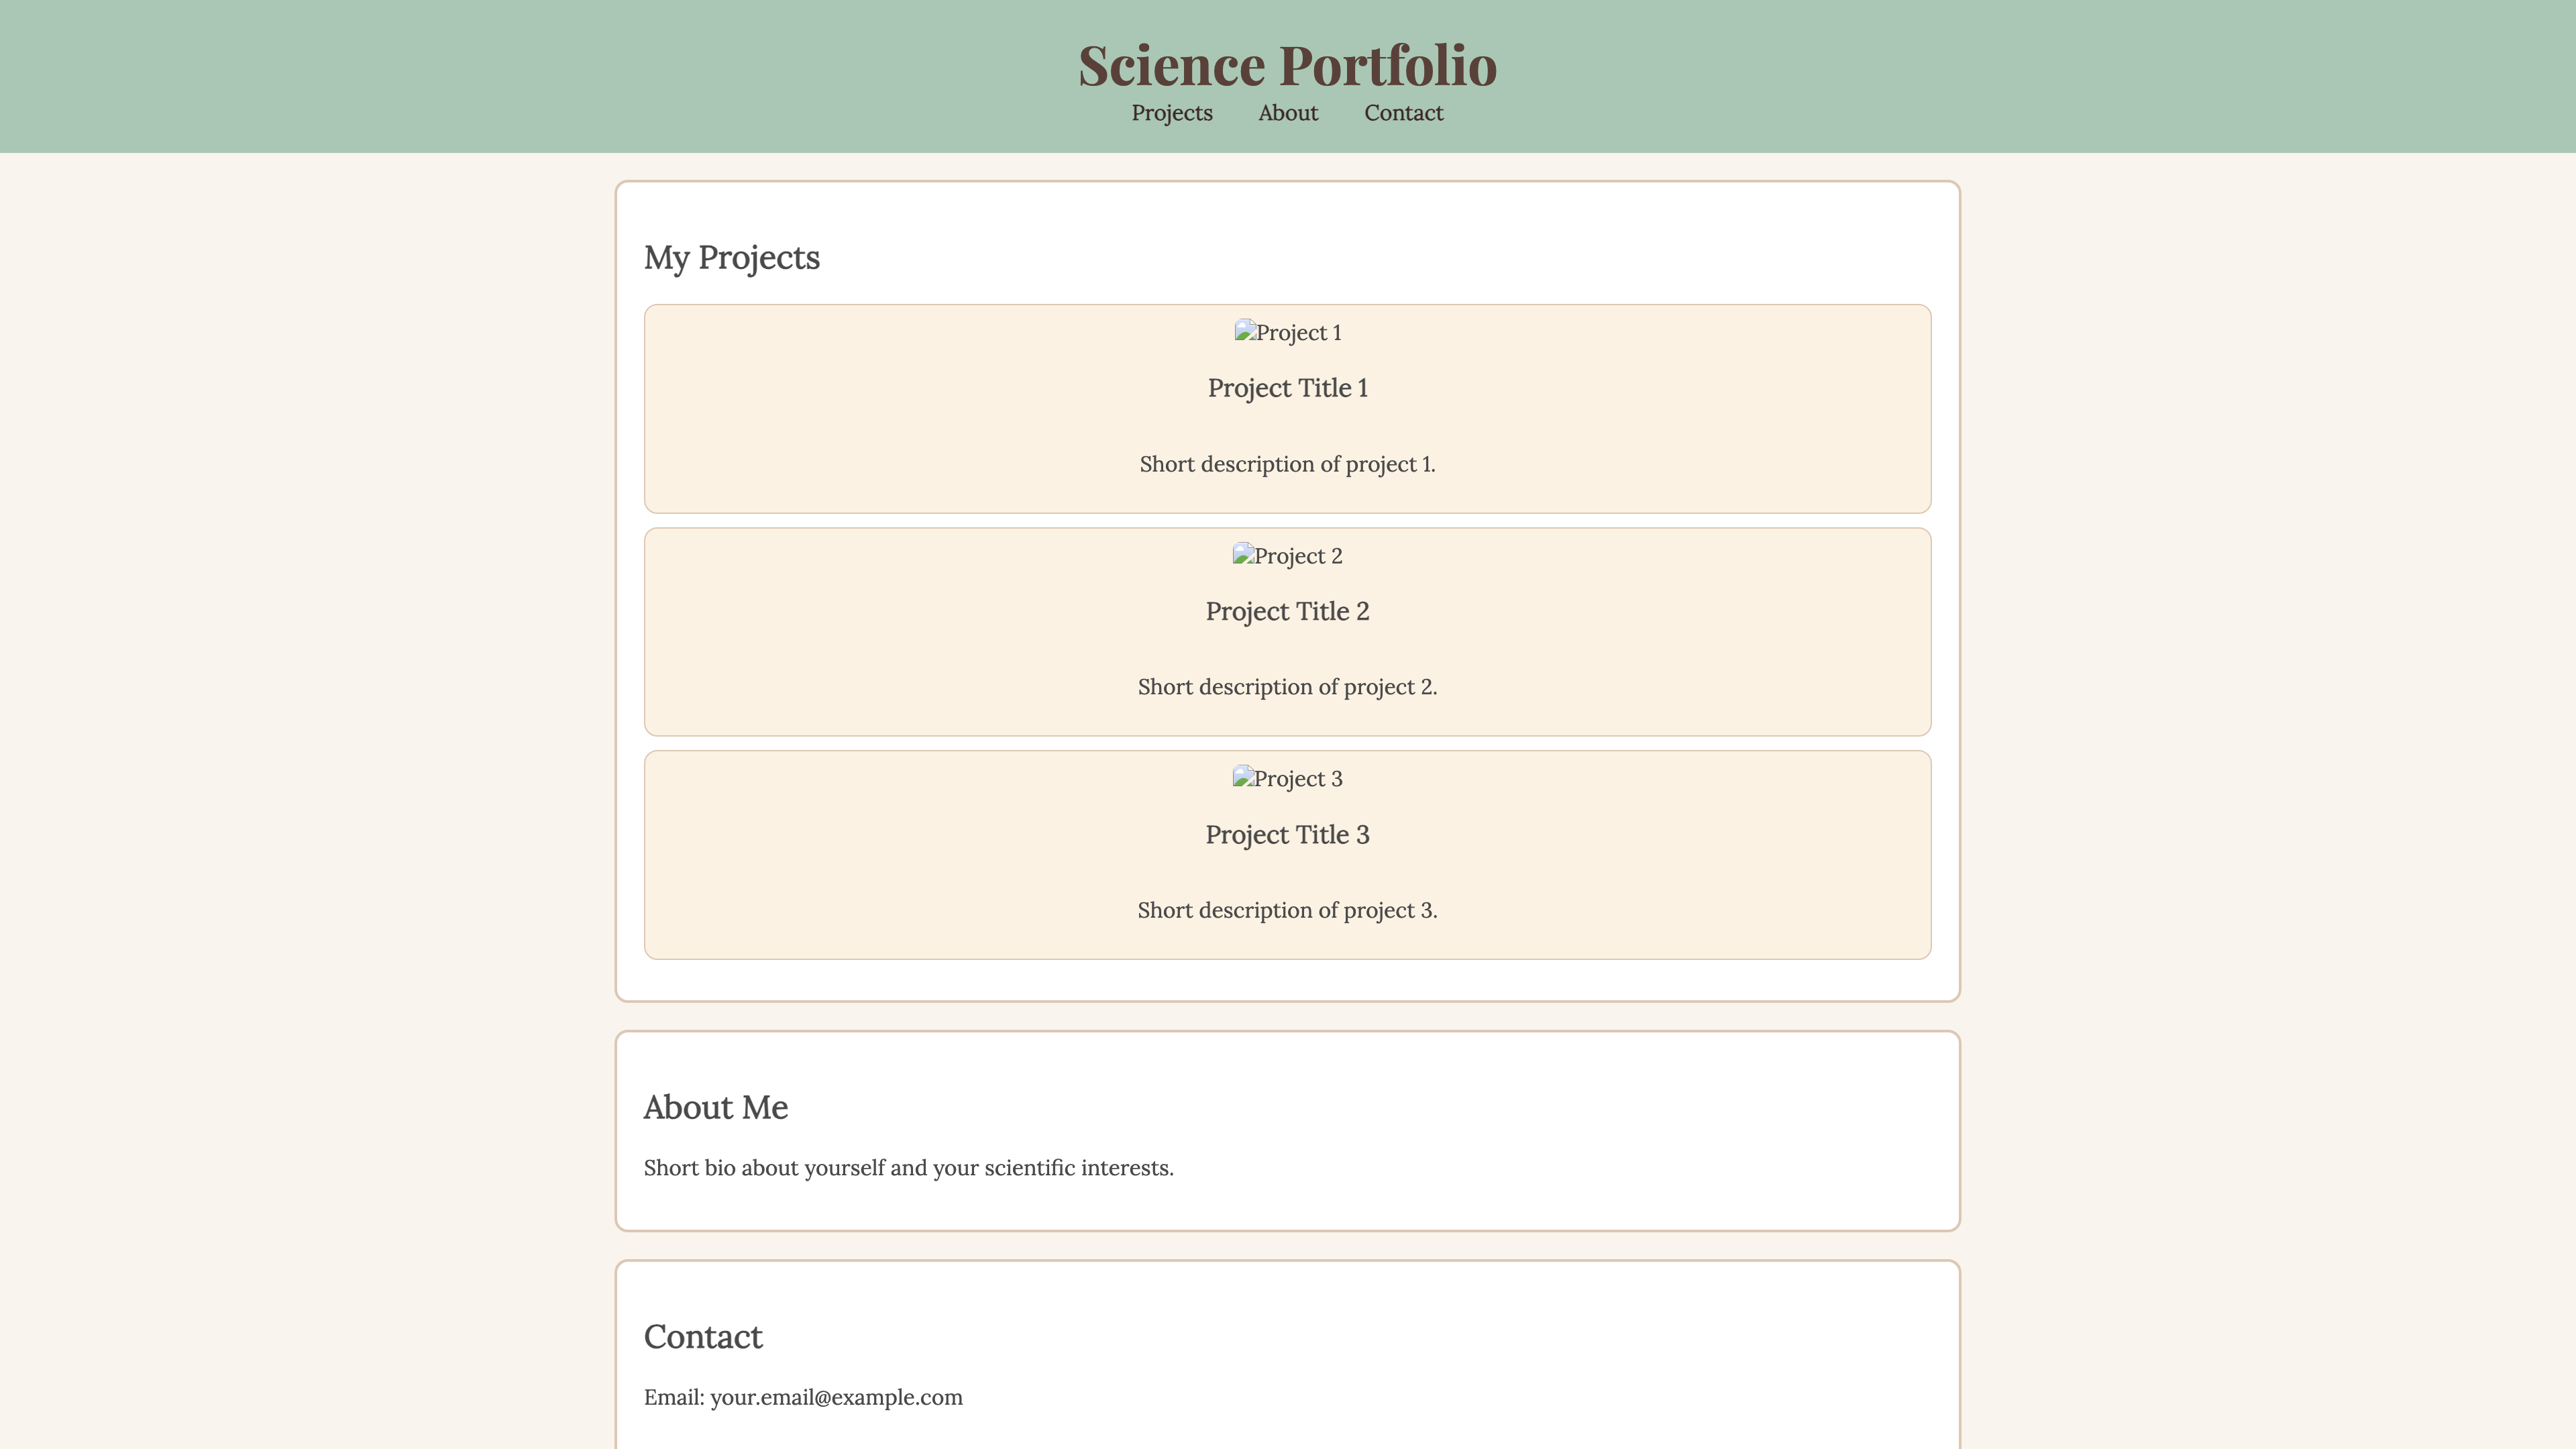 Science Portfolio
Projects About Contact
My Projects
Project 1
Project Title 1
Short description of project 1.
Project 2
Project Title 2
Short description of project 2.
Project 3
Project Title 3
Short description of project 3.
About Me
Short bio about yourself and your scientific interests.
Contact
Email: your.email@example.com